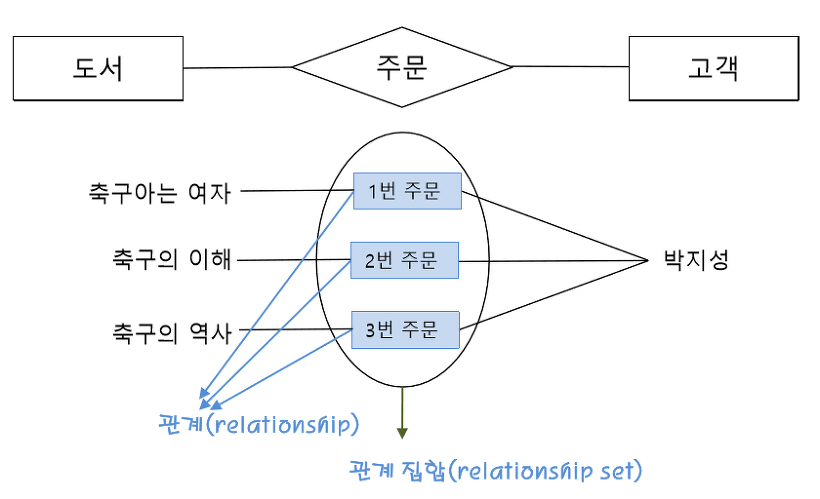 도서
주문
고객
축구아는 여자
1번 주문
축구의 이해
2번 주문
박지성
축구의 역사
3번 주문
관계(relationship)
관계 집합(relationship set)